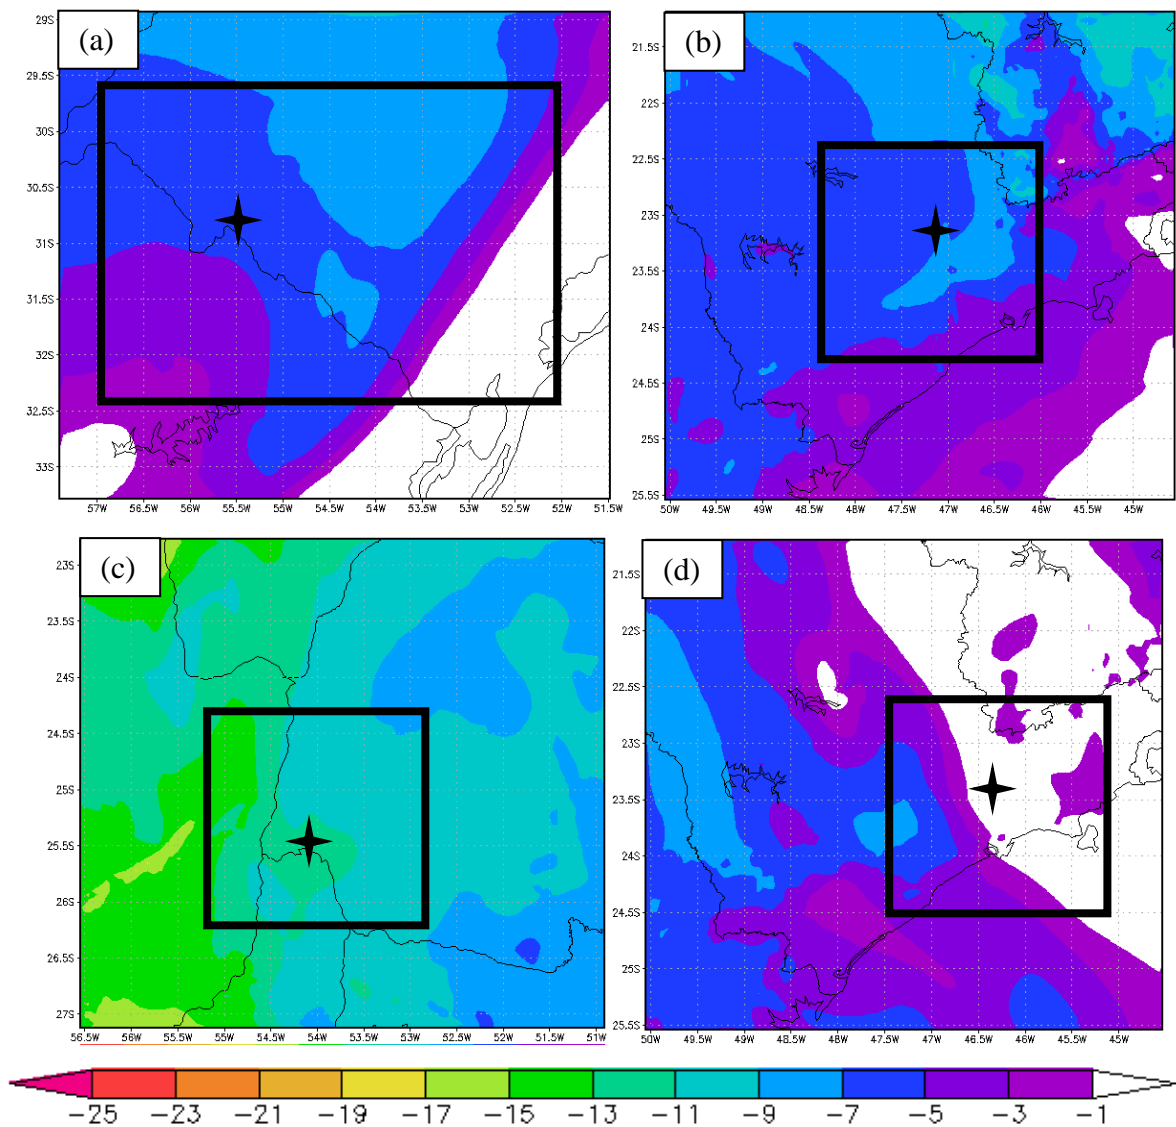 (a)
29S
29.5S
30S
30.5S
31S
31.5S
32S
32.5S
33S
57W 56.5W 56W 55.5W 55W 54.5W 54W 53.5W 53W 52.5W 52W 51.5W
(b)
21.5S
22S
22.5S
23S
23.5S
24S
24.5S
25S
25.5S
50W 49.5W 49W 48.5W 48W 47.5W 47W 46.5W 46W 45.5W 45W
(c)
23S
23.5S
24S
24.5S
25S
25.5S
26S
26.5S
27S
56.5W 56W 55.5W 55W 54.5W 54W 53.5W 53W 52.5W 52W 51.5W 51W
(d)
21.5S
22S
22.5S
23S
23.5S
24S
24.5S
25S
25.5S
50W 49.5W 49W 48.5W 48W 47.5W 47W 46.5W 46W 45.5W 45W
-25 -23 -21 -19 -17 -15 -13 -11 -9 -7 -5 -3 -1